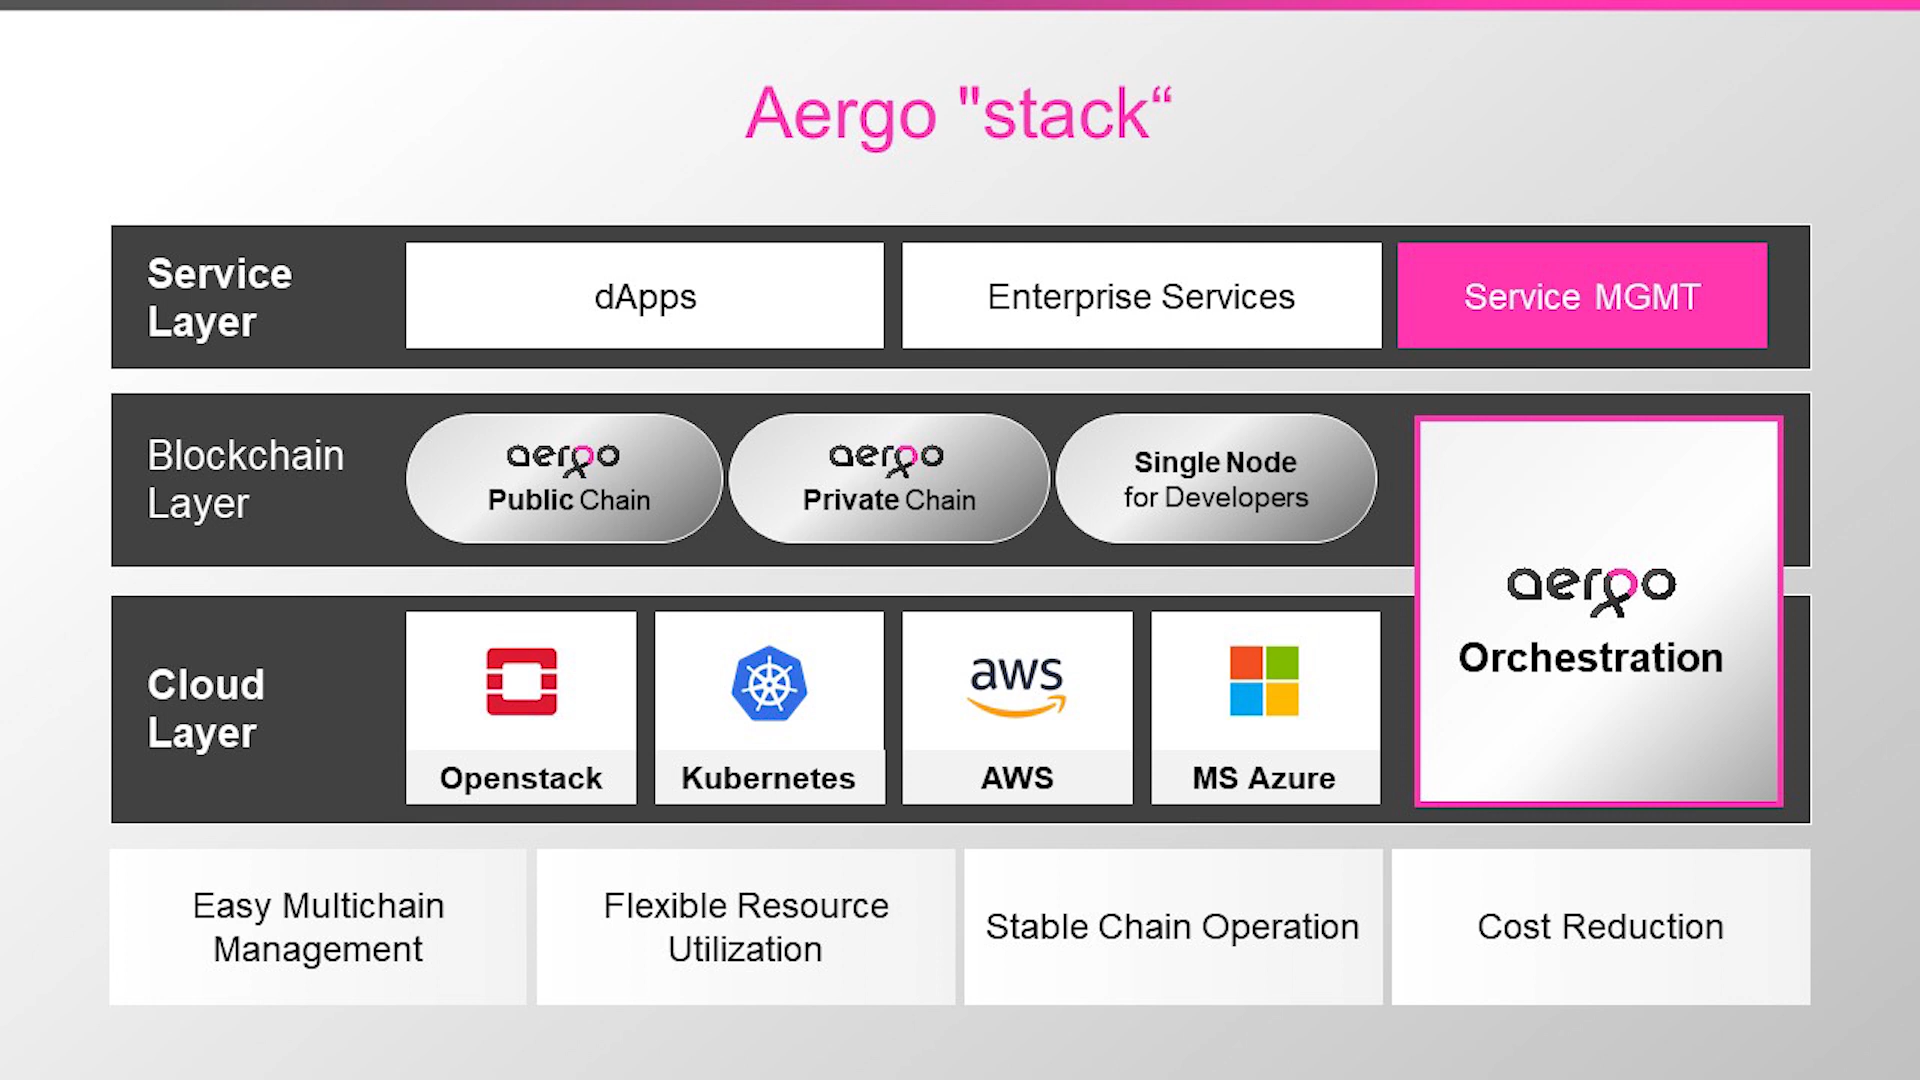 Aergo "stack“
Service
Layer
dApps
Enterprise Services
Service MGMT
Blockchain
Layer
aergo
Public Chain
aergo
Private Chain
Single Node
for Developers
aergo
Orchestration
Cloud
Layer
Openstack
Kubernetes
aws
AWS
MS Azure
Easy Multichain
Management
Flexible Resource
Utilization
Stable Chain Operation
Cost Reduction